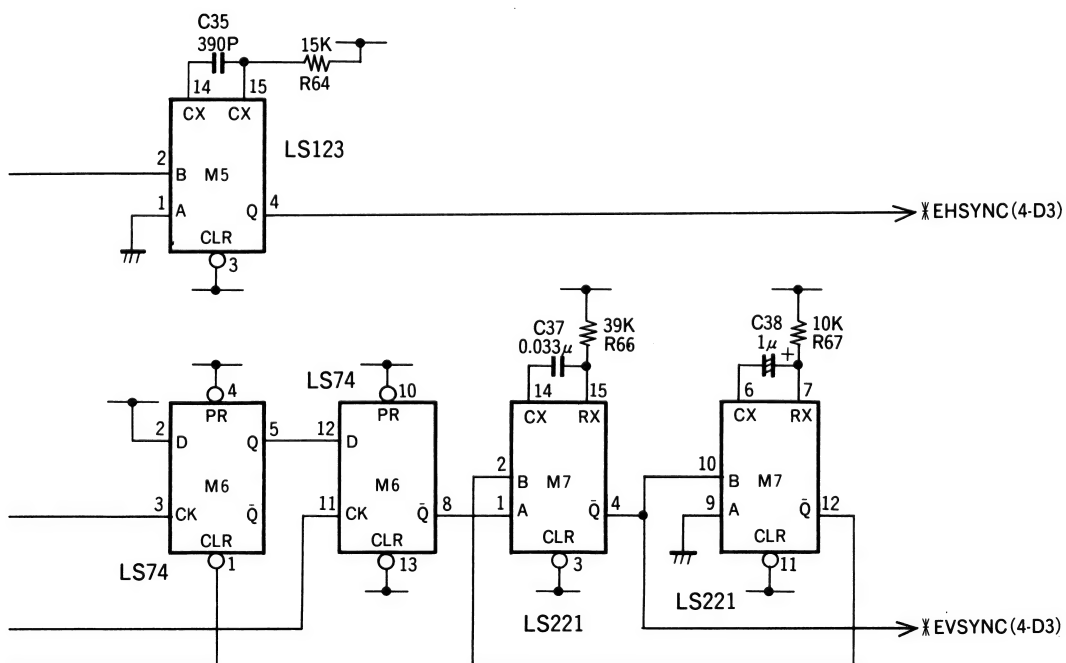 C35
390P
15K
R64
14
15
CX
CX
LS123
2
B
M5
1
A
Q
4
⁎EHSYNC(4-D3)
CLR
3
C37
0.033μ
39K
R66
C38
1μ
+
10K
R67
4
LS74
10
14
15
6
7
PR
PR
CX
RX
CX
RX
2
D
Q
5
12
D
2
B
M7
10
B
M7
M6
M6
3
CK
Q̄
11
CK
Q̄
8
1
A
Q̄
4
9
A
Q̄
12
CLR
CLR
CLR
CLR
LS74
1
13
3
11
LS221
LS221
⁎EVSYNC(4-D3)